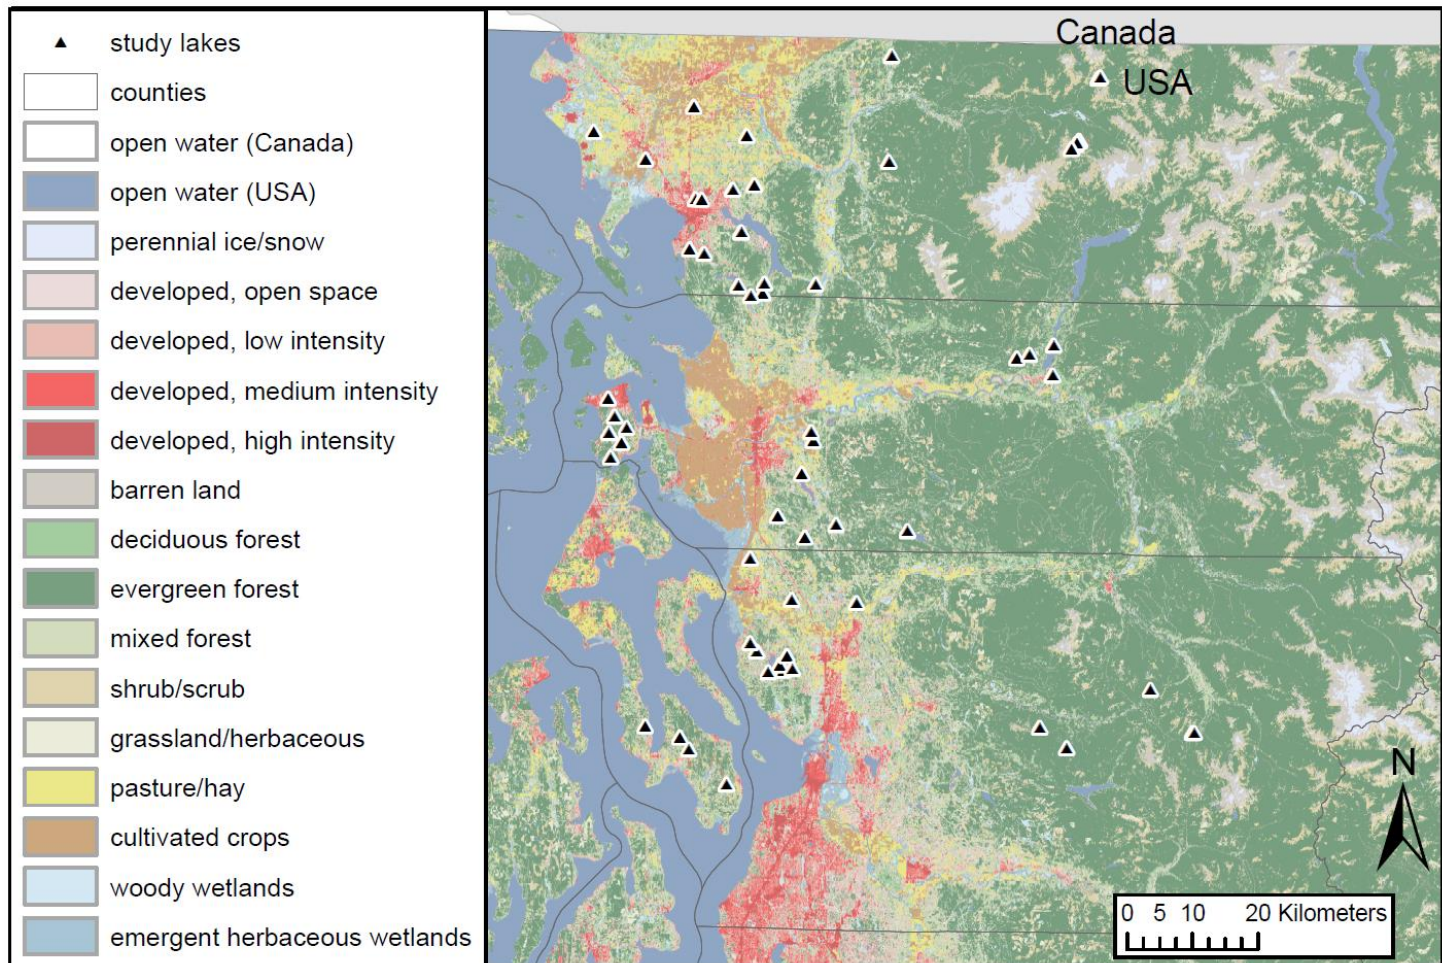 study lakes
counties
open water (Canada)
open water (USA)
perennial ice/snow
developed, open space
developed, low intensity
developed, medium intensity
developed, high intensity
barren land
deciduous forest
evergreen forest
mixed forest
shrub/scrub
grassland/herbaceous
pasture/hay
cultivated crops
woody wetlands
emergent herbaceous wetlands
Canada
USA
N
0 5 10 20 Kilometers